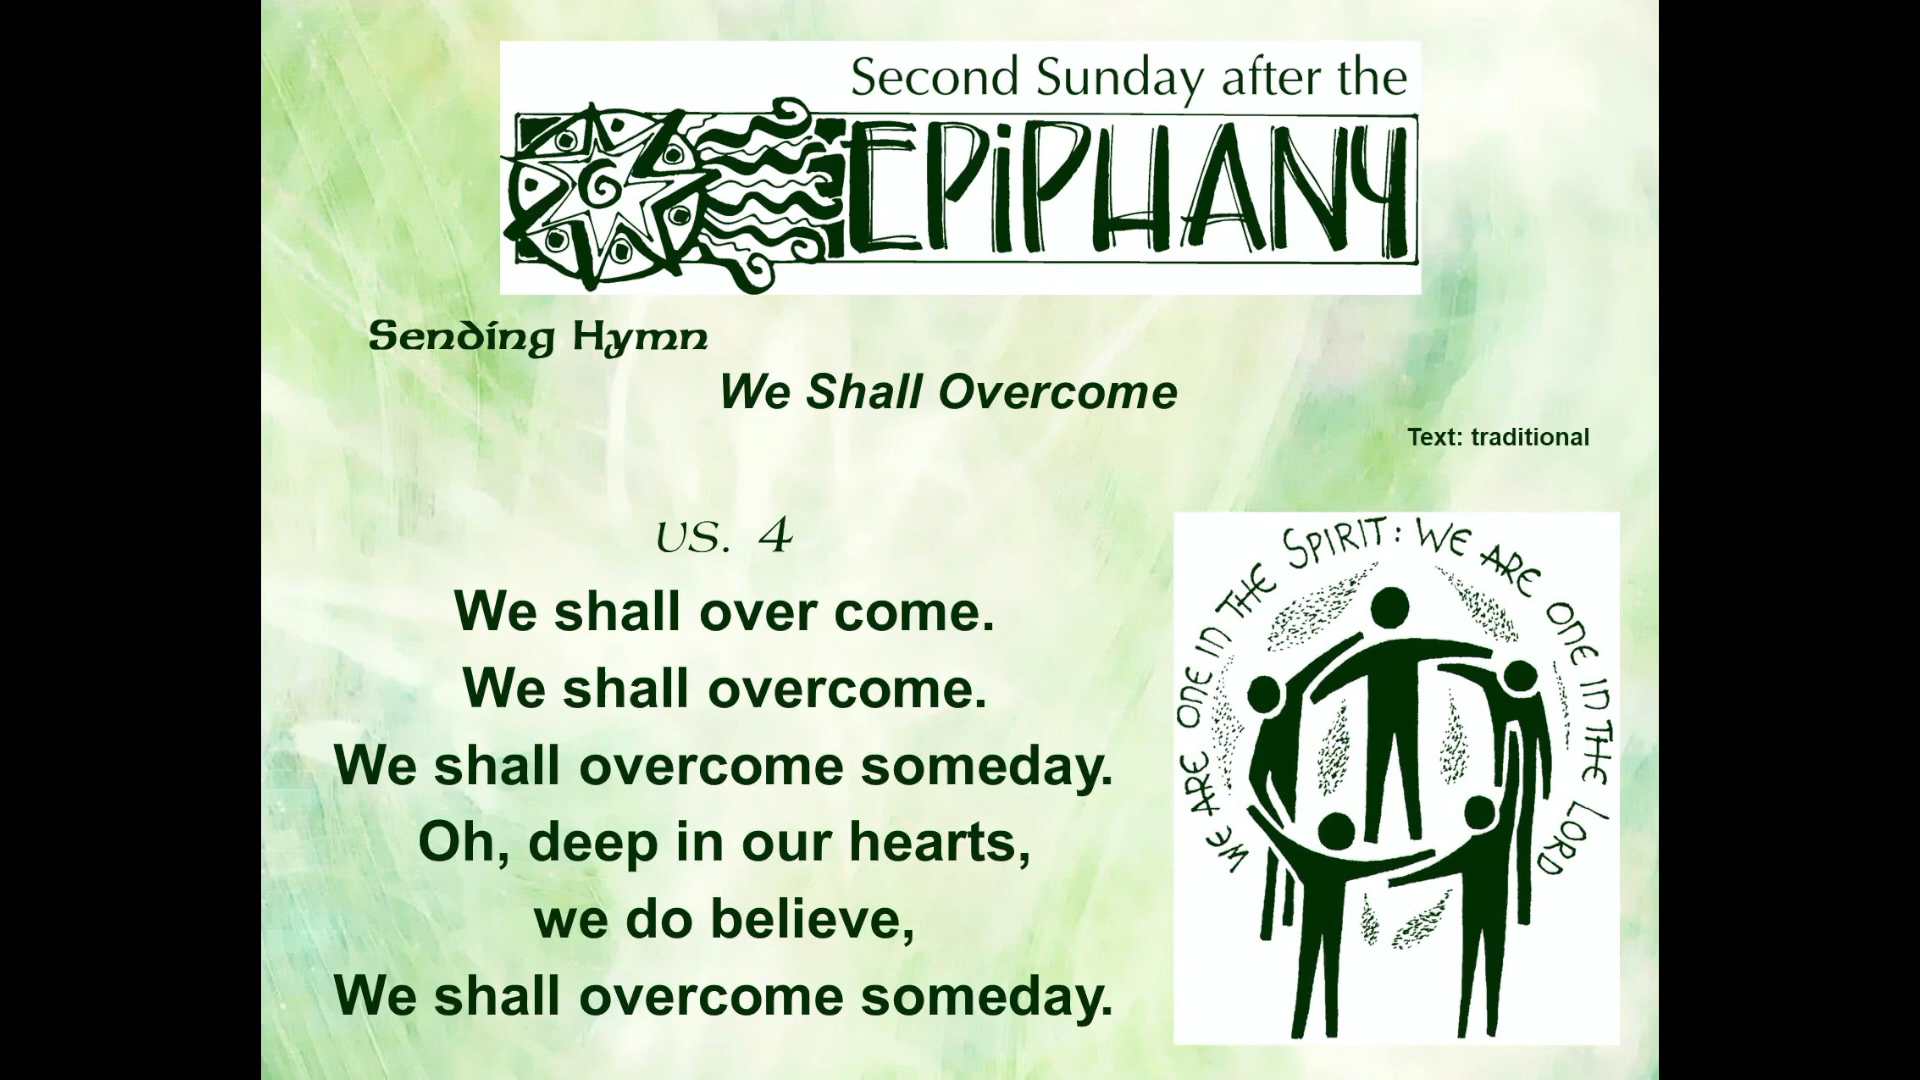 Second Sunday after the
EPiPHANY
Sending Hymn
We Shall Overcome
Text: traditional
vs. 4
We shall over come.
We shall overcome.
We shall overcome someday.
Oh, deep in our hearts,
we do believe,
We shall overcome someday.
WE ARE ONE IN THE SPIRIT: WE ARE ONE IN THE LORD